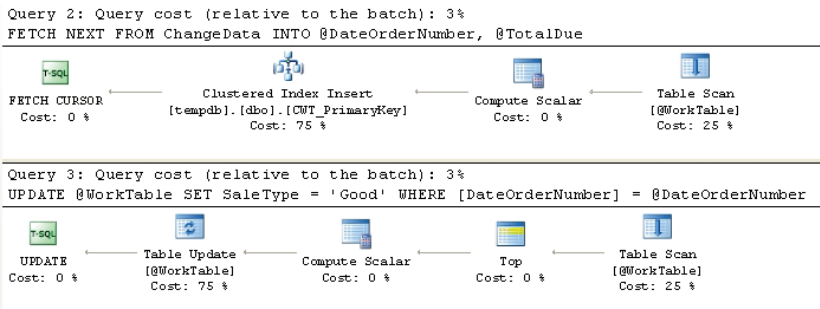 Query 2: Query cost (relative to the batch): 3%
FETCH NEXT FROM ChangeData INTO @DateOrderNumber, @TotalDue
T-SQL
FETCH CURSOR
Cost: 0 %
Clustered Index Insert
[tempdb].[dbo].[CWT_PrimaryKey]
Cost: 75 %
Compute Scalar
Cost: 0 %
Table Scan
[@WorkTable]
Cost: 25 %
Query 3: Query cost (relative to the batch): 3%
UPDATE @WorkTable SET SaleType = 'Good' WHERE [DateOrderNumber] = @DateOrderNumber
T-SQL
UPDATE
Cost: 0 %
Table Update
[@WorkTable]
Cost: 75 %
Compute Scalar
Cost: 0 %
Top
Cost: 0 %
Table Scan
[@WorkTable]
Cost: 25 %